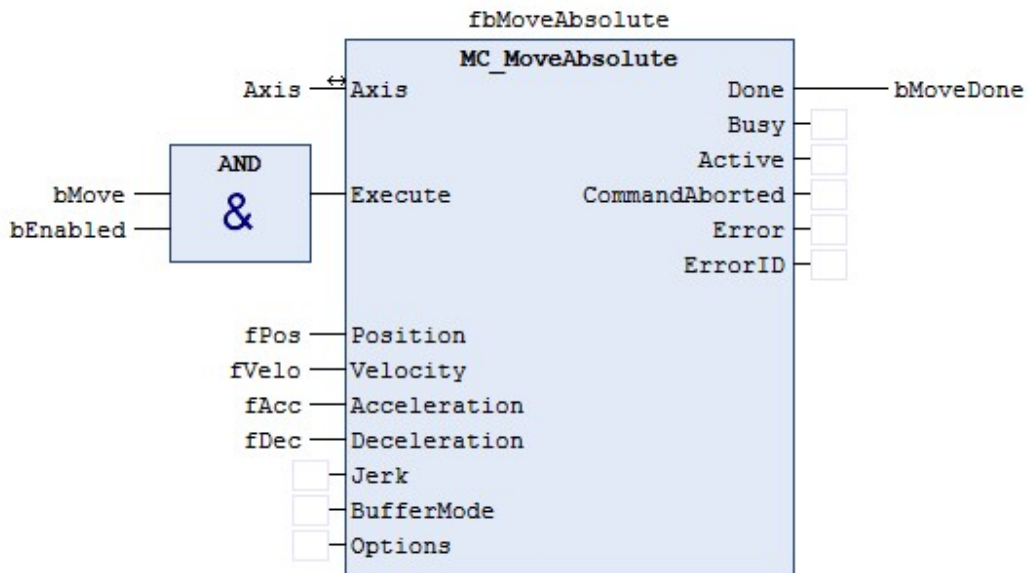 fbMoveAbsolute
MC_MoveAbsolute
Axis Axis Done bMoveDone
Busy
AND Active
bMove & Execute CommandAborted
bEnabled Error
ErrorID
fPos Position
fVelo Velocity
fAcc Acceleration
fDec Deceleration
Jerk
BufferMode
Options